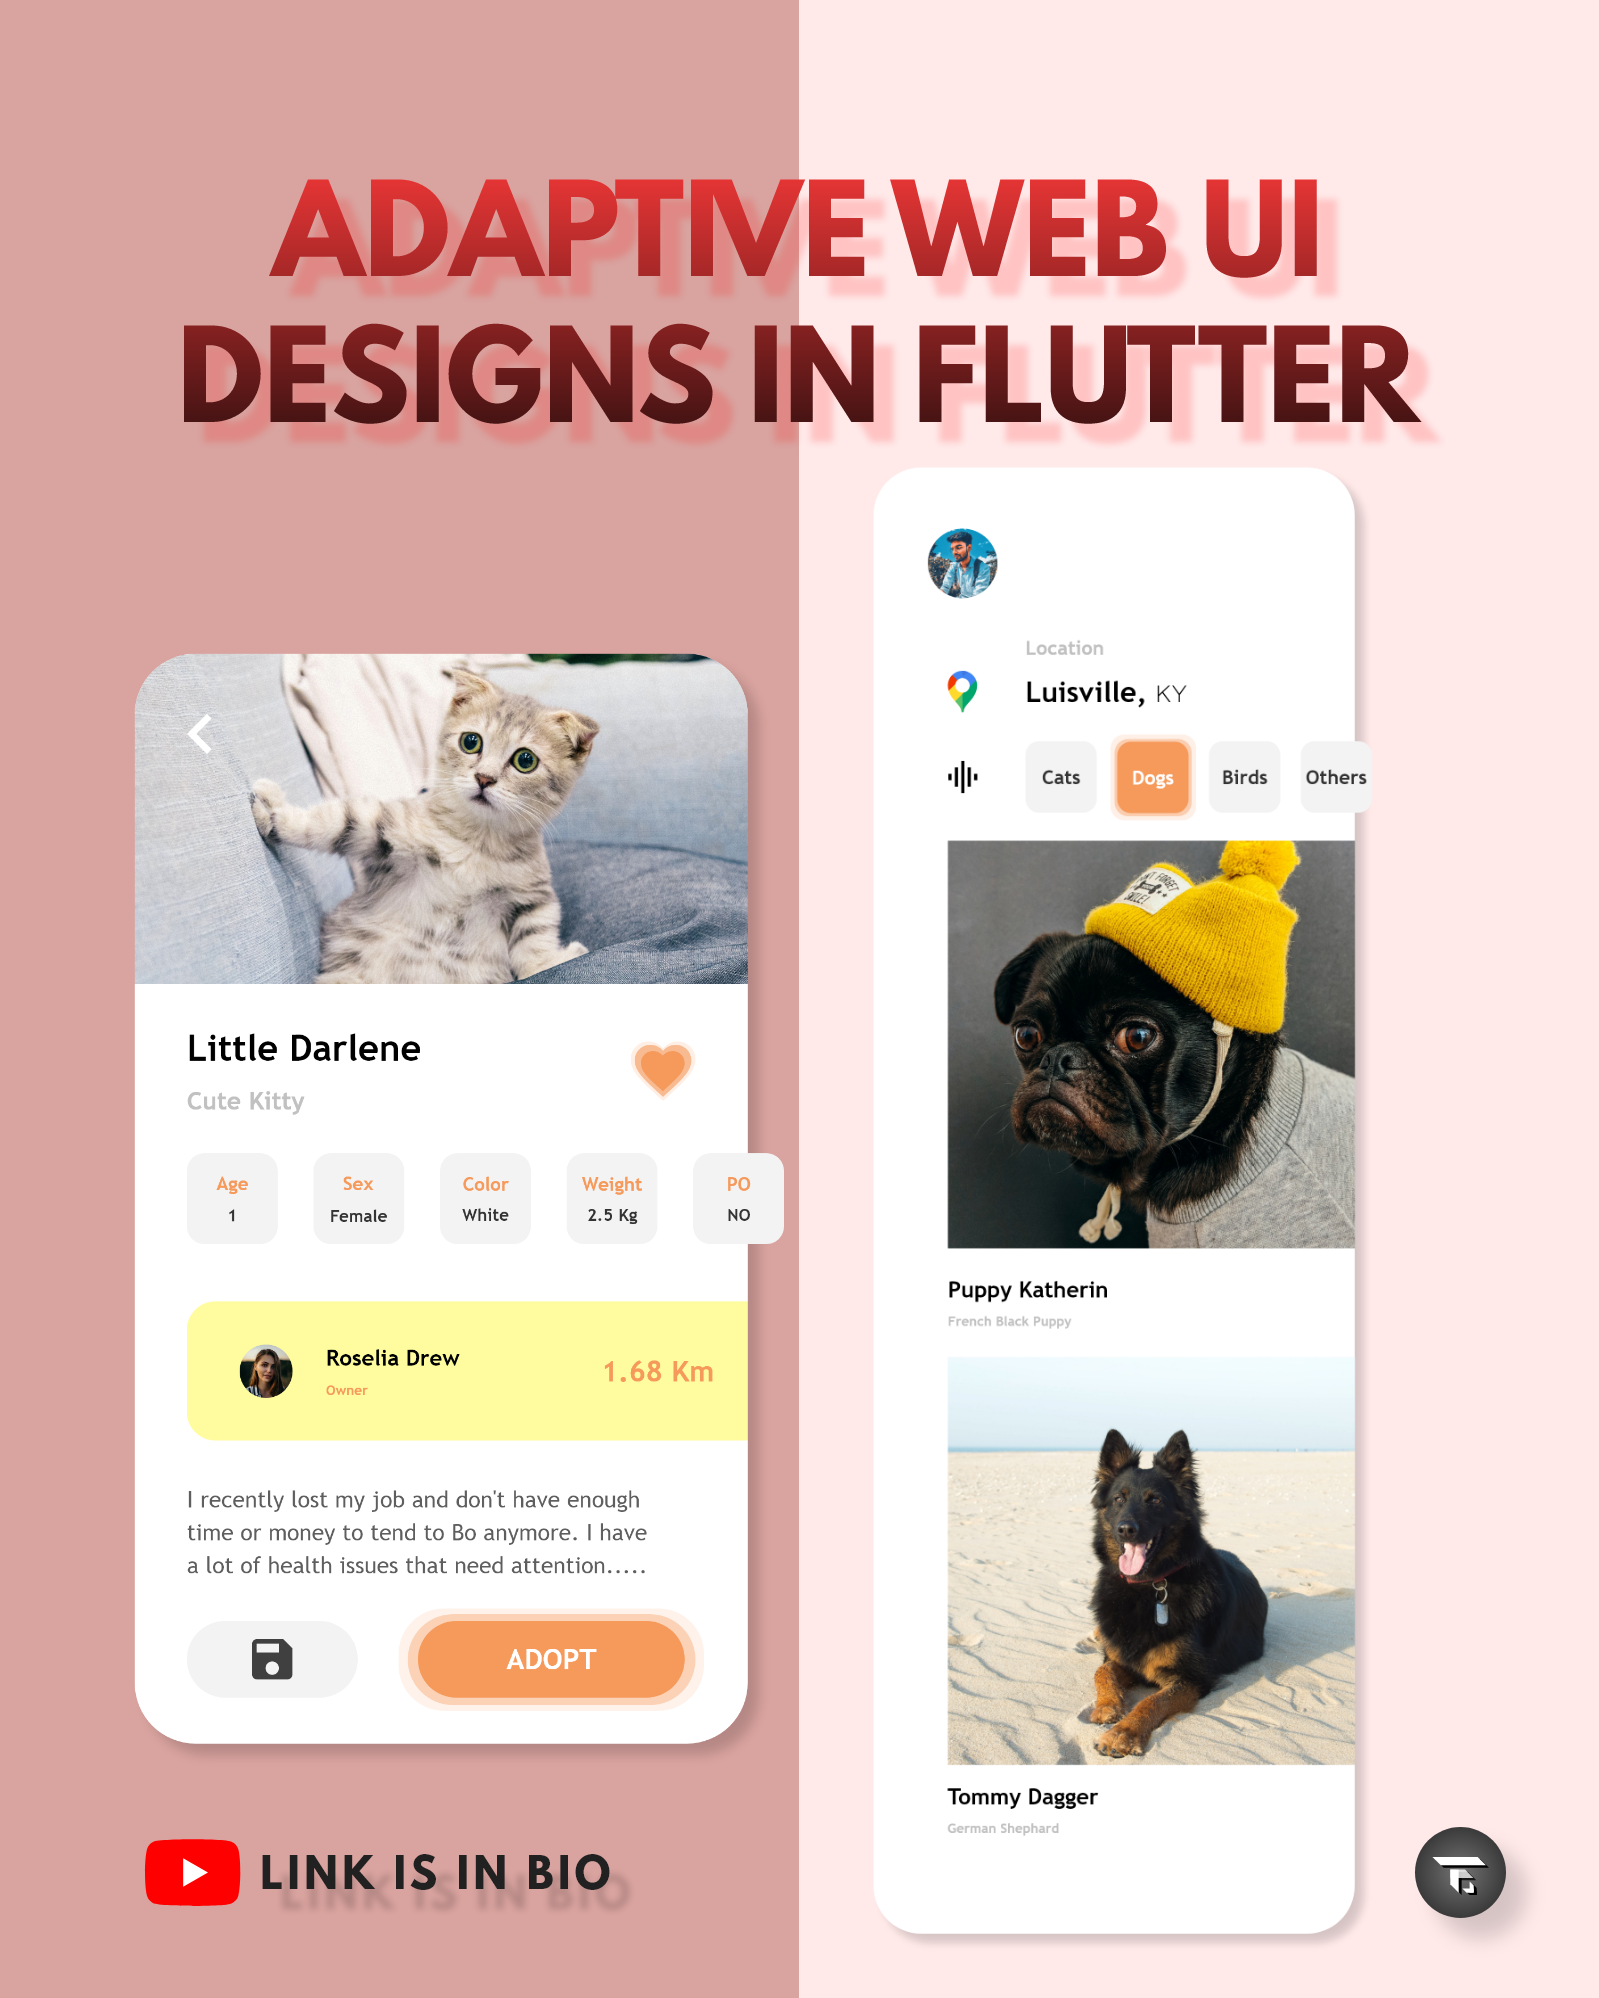 ADAPTIVE WEB UI
DESIGNS IN FLUTTER
Little Darlene
Cute Kitty
Age
1
Sex
Female
Color
White
Weight
2.5 Kg
PO
NO
Roselia Drew
Owner
1.68 Km
I recently lost my job and don't have enough
time or money to tend to Bo anymore. I have
a lot of health issues that need attention.....
ADOPT
LINK IS IN BIO
Location
Luisville, KY
Cats
Dogs
Birds
Others
FORGET
Puppy Katherin
French Black Puppy
Tommy Dagger
German Shephard